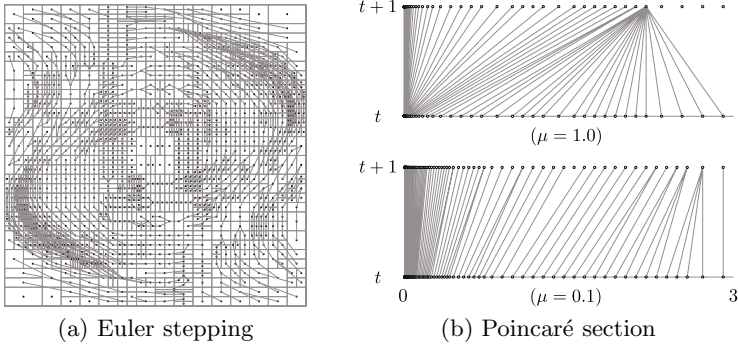 t + 1
t
(μ = 1.0)
t + 1
t
0 (μ = 0.1) 3
(a) Euler stepping (b) Poincaré section